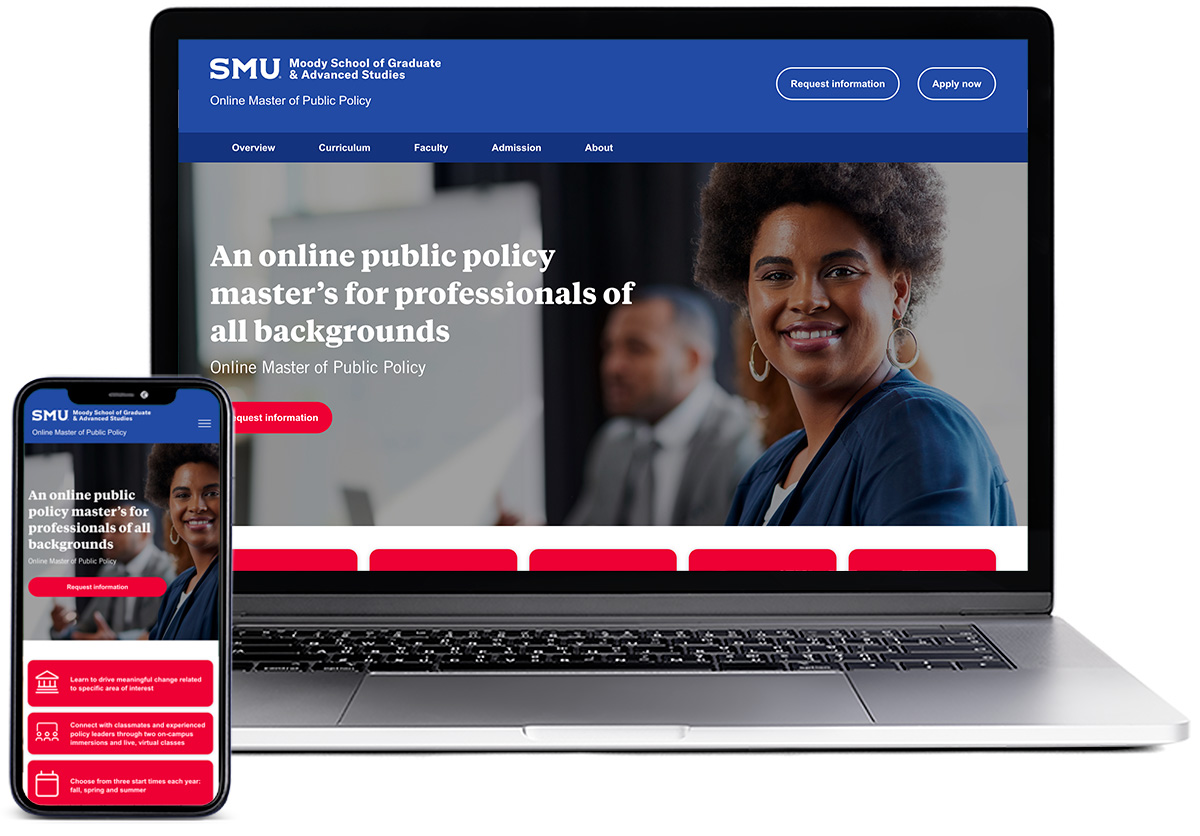 SMU Moody School of Graduate
& Advanced Studies
Online Master of Public Policy
Request information
Apply now
Overview
Curriculum
Faculty
Admission
About
An online public policy
master's for professionals of
all backgrounds
Online Master of Public Policy
information
SMU Moody School of Graduate
& Advanced Studies
Online Master of Public Policy
An online public
policy master's for
professionals of all
backgrounds
Online Master of Public Policy
Request information
Learn to drive meaningful change related
to specific area of interest
Connect with classmates and experienced
policy leaders through two on-campus
immersions and live, virtual classes
Choose from three start times each year:
fall, spring and summer